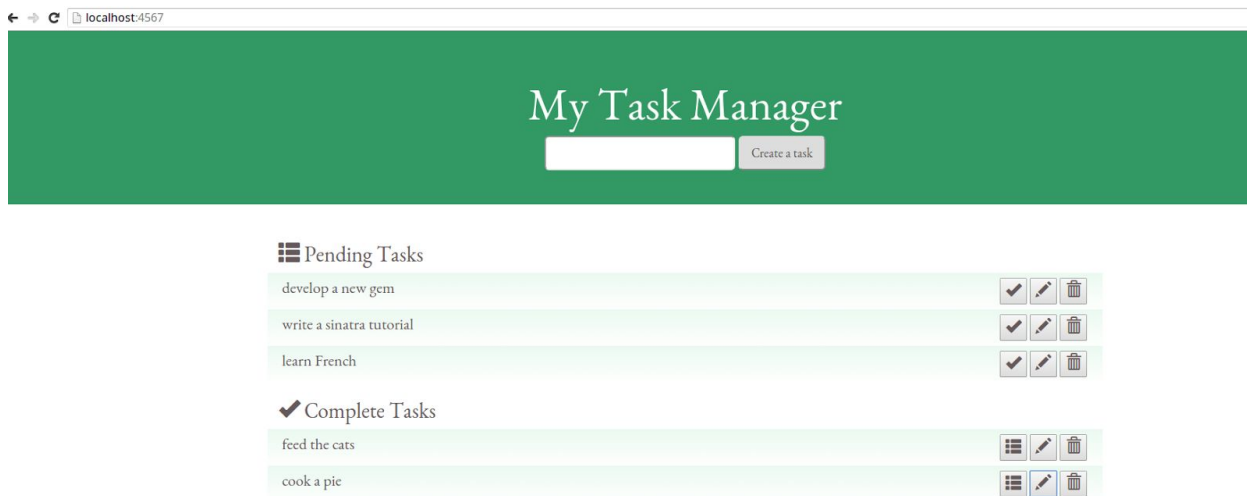 localhost:4567
My Task Manager
Create a task
Pending Tasks
develop a new gem
write a sinatra tutorial
learn French
Complete Tasks
feed the cats
cook a pie